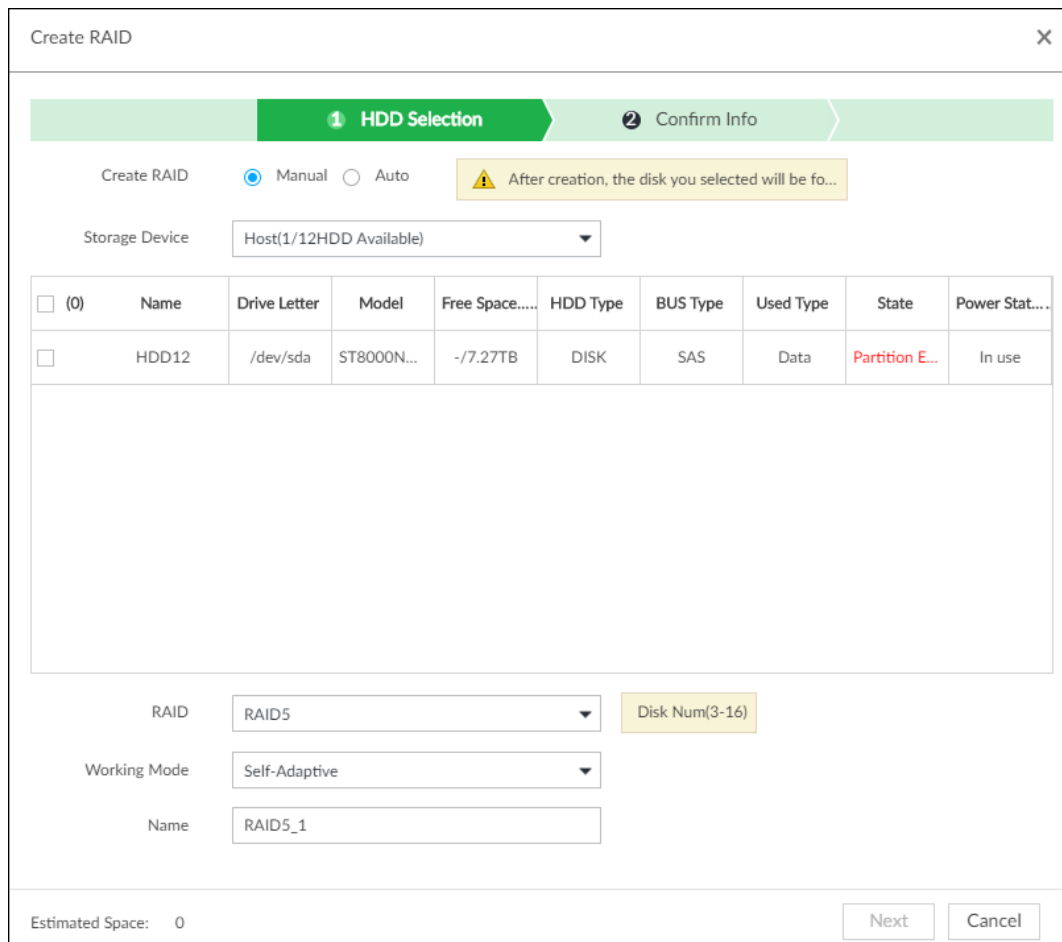 Create RAID
1 HDD Selection
2 Confirm Info
Create RAID Manual Auto After creation, the disk you selected will be fo...
Storage Device Host(1/12HDD Available)
(0) Name Drive Letter Model Free Space..... HDD Type BUS Type Used Type State Power Stat.....
HDD12 /dev/sda ST8000N... -/7.27TB DISK SAS Data Partition E... In use
RAID RAID5 Disk Num(3-16)
Working Mode Self-Adaptive
Name RAID5_1
Estimated Space: 0 Next Cancel